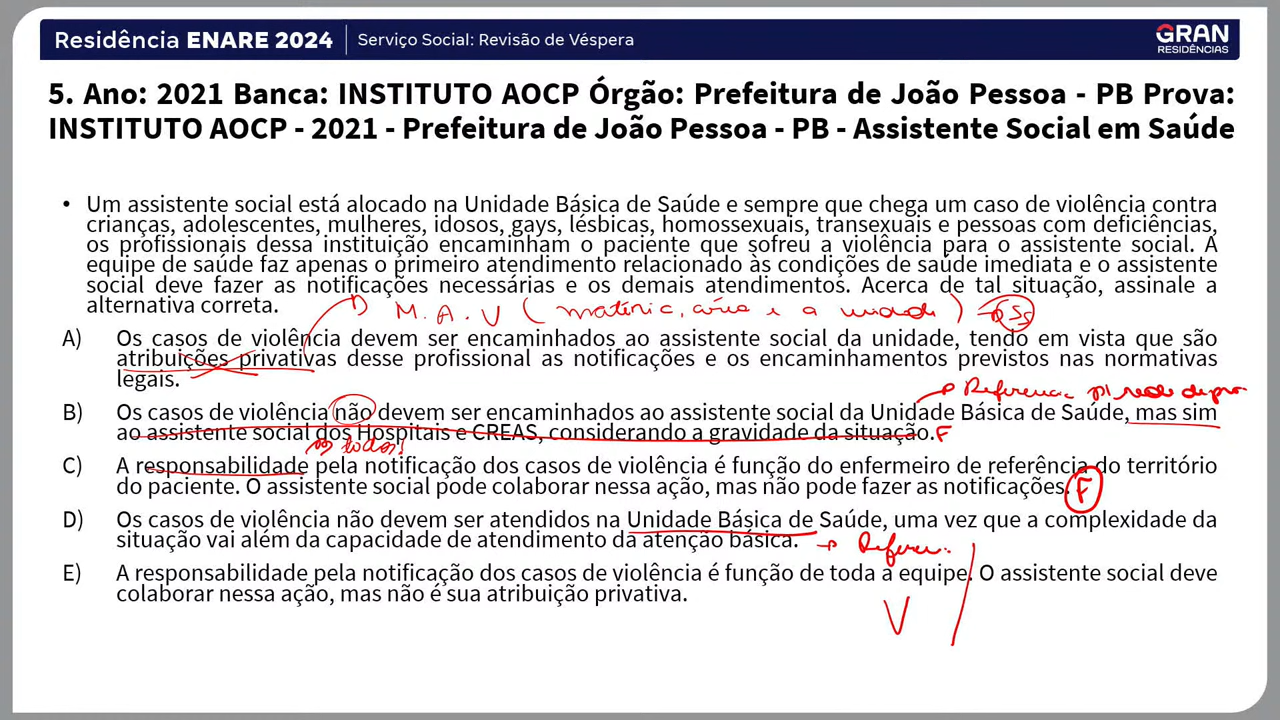 Residência ENARE 2024 | Serviço Social: Revisão de Véspera
GRAN
RESIDÊNCIAS
5. Ano: 2021 Banca: INSTITUTO AOCP Órgão: Prefeitura de João Pessoa - PB Prova:
INSTITUTO AOCP - 2021 - Prefeitura de João Pessoa - PB - Assistente Social em Saúde
• Um assistente social está alocado na Unidade Básica de Saúde e sempre que chega um caso de violência contra
crianças, adolescentes, mulheres, idosos, gays, lésbicas, homossexuais, transexuais e pessoas com deficiências,
os profissionais dessa instituição encaminham o paciente que sofreu a violência para o assistente social. A
equipe de saúde faz apenas o primeiro atendimento relacionado às condições de saúde imediata e o assistente
social deve fazer as notificações necessárias e os demais atendimentos. Acerca de tal situação, assinale a
alternativa correta.
M.A.V (matéria, área e a unidade) → SS
A) Os casos de violência devem ser encaminhados ao assistente social da unidade, tendo em vista que são
atribuições privativas desse profissional as notificações e os encaminhamentos previstos nas normativas
legais.
→ Referencia p/ rede de
B) Os casos de violência não devem ser encaminhados ao assistente social da Unidade Básica de Saúde, mas sim
ao assistente social dos Hospitais e CREAS, considerando a gravidade da situação. F
→ todos!
C) A responsabilidade pela notificação dos casos de violência é função do enfermeiro de referência do território
do paciente. O assistente social pode colaborar nessa ação, mas não pode fazer as notificações. F
D) Os casos de violência não devem ser atendidos na Unidade Básica de Saúde, uma vez que a complexidade da
situação vai além da capacidade de atendimento da atenção básica. →
E) A responsabilidade pela notificação dos casos de violência é função de toda a equipe. O assistente social deve
colaborar nessa ação, mas não é sua atribuição privativa.
V